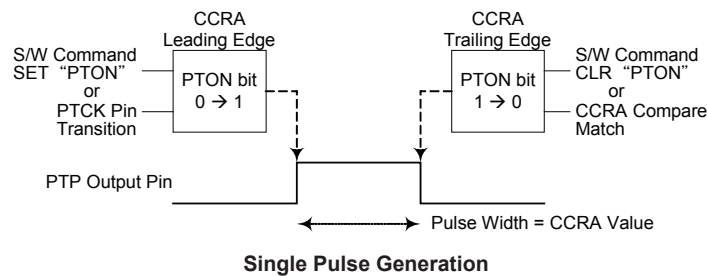 CCRA
Leading Edge
S/W Command
SET “PTON”
or
PTCK Pin
Transition
PTON bit
0 → 1
CCRA
Trailing Edge
PTON bit
1 → 0
S/W Command
CLR “PTON”
or
CCRA Compare
Match
PTP Output Pin
Pulse Width = CCRA Value
Single Pulse Generation